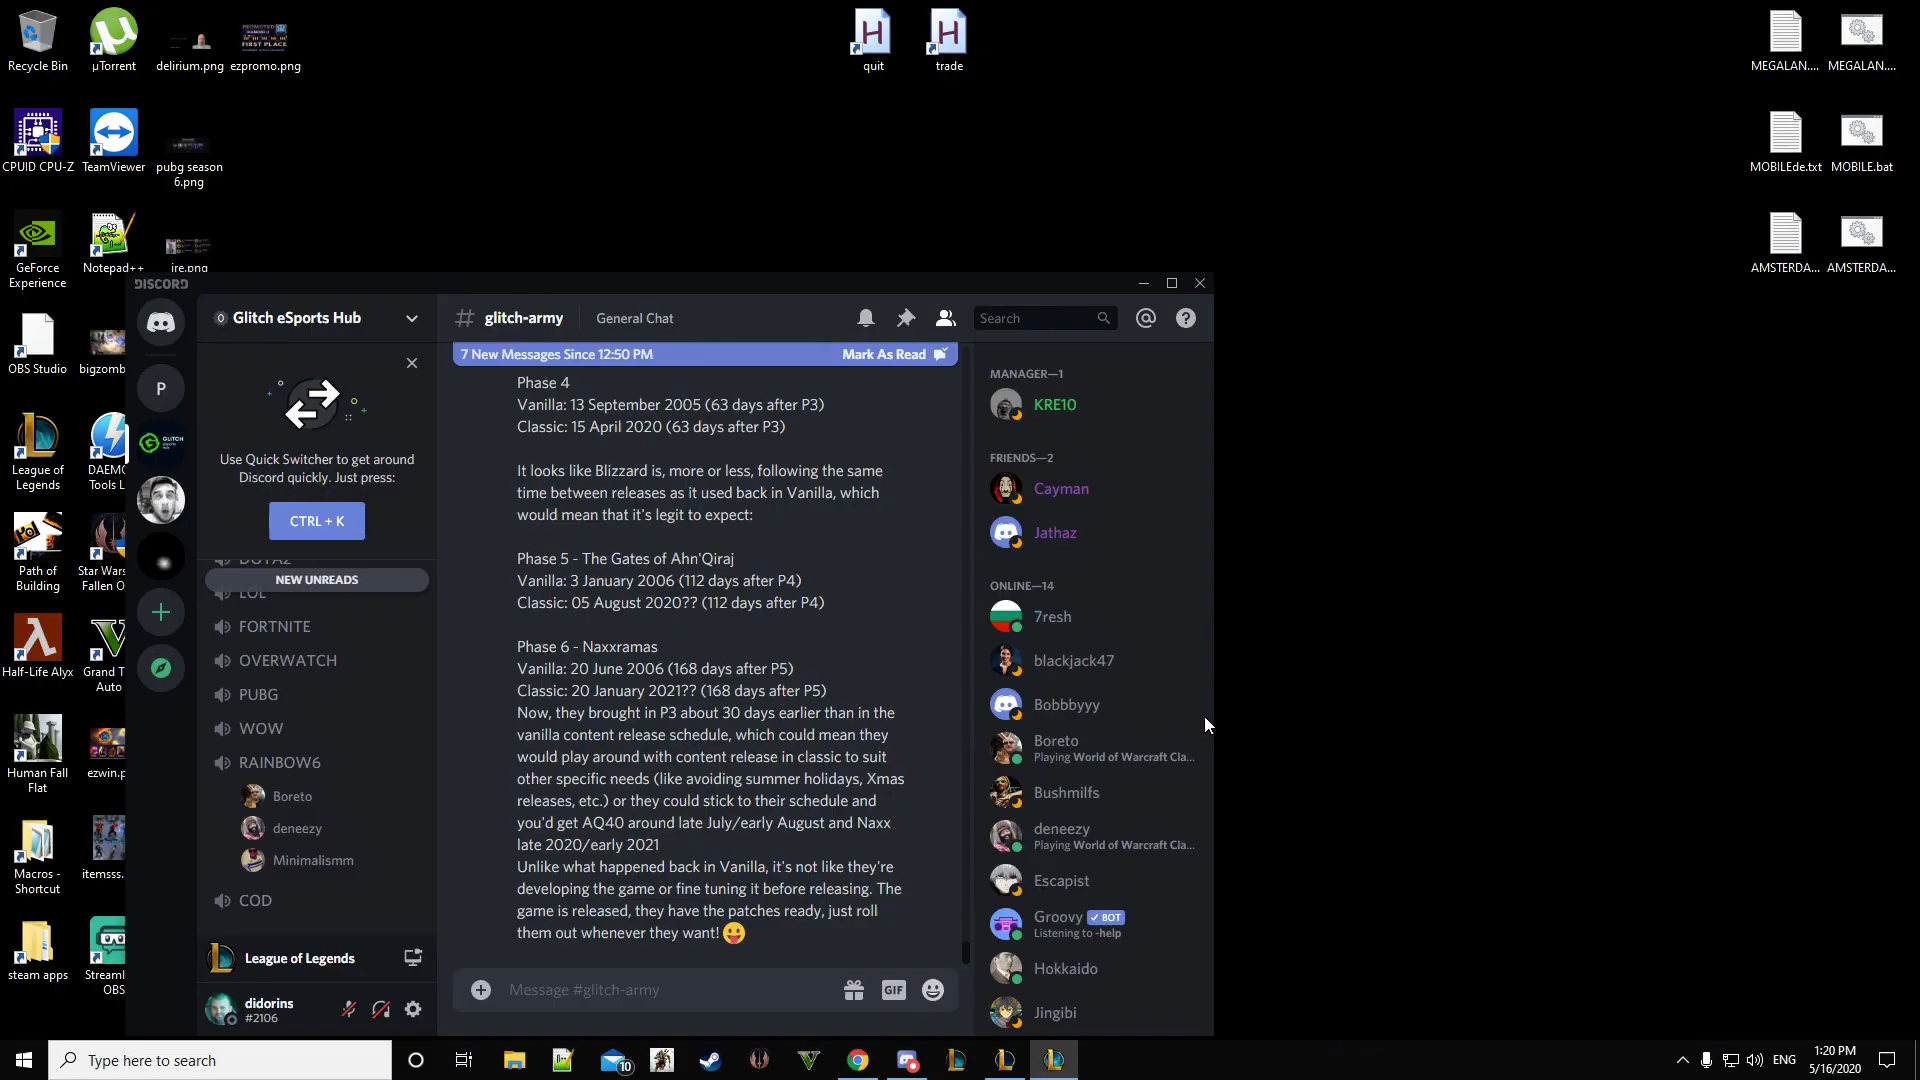 Recycle Bin
µTorrent
delirium.png
ezpromo.png
quit
trade
MEGALAN....
MEGALAN....
CPUID CPU-Z
TeamViewer
pubg season
6.png
MOBILEde.txt
MOBILE.bat
GeForce
Experience
Notepad++
ire.png
AMSTERDA...
AMSTERDA...
OBS Studio
bigzomb
League of
Legends
DAEMO
Tools L
Path of
Building
Star Wars
Fallen O
Half-Life Alyx
Grand T
Auto
Human Fall
Flat
ezwin.p
Macros -
Shortcut
itemsss.
steam apps
Streaml
OBS
DISCORD
P
GLITCH
Glitch eSports Hub
Use Quick Switcher to get around
Discord quickly. Just press:
CTRL + K
DOTA2
NEW UNREADS
LOL
FORTNITE
OVERWATCH
PUBG
WOW
RAINBOW6
Boreto
deneezy
Minimalismm
COD
League of Legends
didorins
#2106
# glitch-army
General Chat
Search
7 New Messages Since 12:50 PM
Mark As Read
Phase 4
Vanilla: 13 September 2005 (63 days after P3)
Classic: 15 April 2020 (63 days after P3)
It looks like Blizzard is, more or less, following the same
time between releases as it used back in Vanilla, which
would mean that it's legit to expect:
Phase 5 - The Gates of Ahn'Qiraj
Vanilla: 3 January 2006 (112 days after P4)
Classic: 05 August 2020?? (112 days after P4)
Phase 6 - Naxxramas
Vanilla: 20 June 2006 (168 days after P5)
Classic: 20 January 2021?? (168 days after P5)
Now, they brought in P3 about 30 days earlier than in the
vanilla content release schedule, which could mean they
would play around with content release in classic to suit
other specific needs (like avoiding summer holidays, Xmas
releases, etc.) or they could stick to their schedule and
you'd get AQ40 around late July/early August and Naxx
late 2020/early 2021
Unlike what happened back in Vanilla, it's not like they're
developing the game or fine tuning it before releasing. The
game is released, they have the patches ready, just roll
them out whenever they want! 😛
Message #glitch-army
GIF
MANAGER—1
KRE10
FRIENDS—2
Cayman
Jathaz
ONLINE—14
7resh
blackjack47
Bobbbyyy
Boreto
Playing World of Warcraft Cla...
Bushmilfs
deneezy
Playing World of Warcraft Cla...
Escapist
Groovy ✓ BOT
Listening to -help
Hokkaido
Jingibi
Type here to search
10
ENG
1:20 PM
5/16/2020